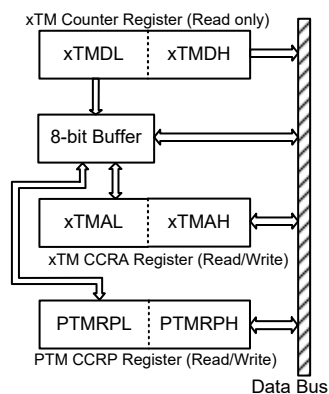 xTM Counter Register (Read only)
xTMDL xTMDH
8-bit Buffer
xTMAL xTMAH
xTM CCRA Register (Read/Write)
PTMRPL PTMRPH
PTM CCRP Register (Read/Write)
Data Bus